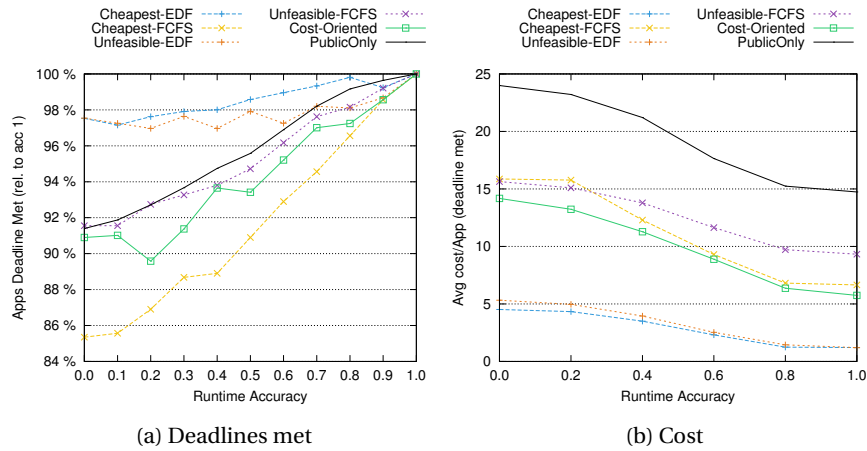 Cheapest-EDF
Cheapest-FCFS
Unfeasible-EDF
Unfeasible-FCFS
Cost-Oriented
PublicOnly
100 %
98 %
96 %
94 %
92 %
90 %
88 %
86 %
84 %
Apps Deadline Met (rel. to acc 1)
0.0 0.1 0.2 0.3 0.4 0.5 0.6 0.7 0.8 0.9 1.0
Runtime Accuracy
(a) Deadlines met
Cheapest-EDF
Cheapest-FCFS
Unfeasible-EDF
Unfeasible-FCFS
Cost-Oriented
PublicOnly
25
20
15
10
5
0
Avg cost/App (deadline met)
0.0 0.2 0.4 0.6 0.8 1.0
Runtime Accuracy
(b) Cost